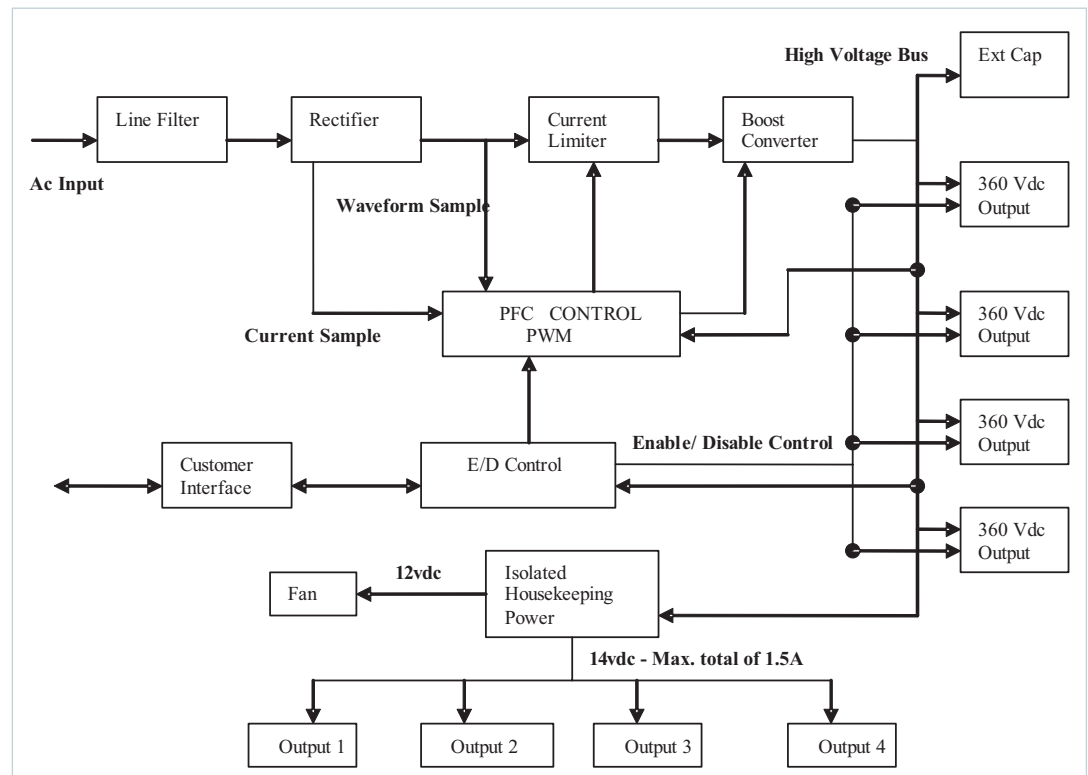 High Voltage Bus
Ext Cap
Line Filter
Rectifier
Current
Limiter
Boost
Converter
Ac Input
Waveform Sample
360 Vdc
Output
PFC CONTROL
PWM
Current Sample
360 Vdc
Output
Enable/ Disable Control
360 Vdc
Output
Customer
Interface
E/D Control
360 Vdc
Output
Fan
12vdc
Isolated
Housekeeping
Power
14vdc - Max. total of 1.5A
Output 1
Output 2
Output 3
Output 4